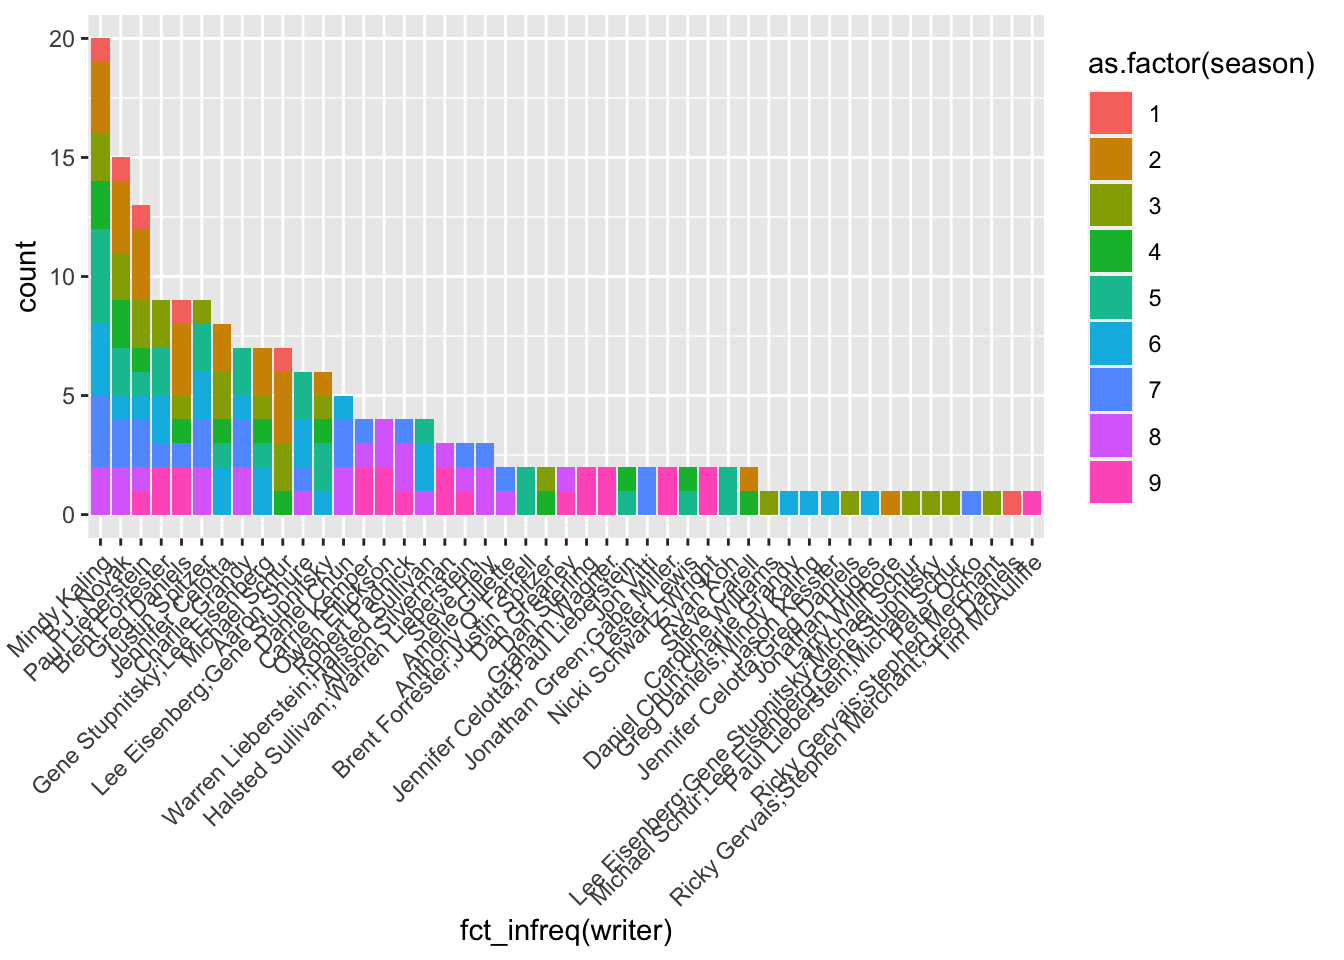 20
15
10
5
0
count
Mindy Kaling
B.J. Novak
Paul Lieberstein
Brent Forrester
Greg Daniels
Justin Spitzer
Jennifer Celotta
Charlie Grandy
Gene Stupnitsky;Lee Eisenberg
Michael Schur
Aaron Shure
Lee Eisenberg;Gene Stupnitsky
Daniel Chun
Carrie Kemper
Owen Ellickson
Robert Padnick
Warren Lieberstein;Halsted Sullivan
Allison Silverman
Halsted Sullivan;Warren Lieberstein
Steve Hely
Amelie Gillette
Anthony Q. Farrell
Brent Forrester;Justin Spitzer
Dan Greaney
Dan Sterling
Graham Wagner
Jennifer Celotta;Paul Lieberstein
Jon Vitti
Jonathan Green;Gabe Miller
Lester Lewis
Nicki Schwartz-Wright
Ryan Koh
Steve Carell
Caroline Williams
Daniel Chun;Charlie Grandy
Greg Daniels;Mindy Kaling
Jason Kessler
Jennifer Celotta;Greg Daniels
Jonathan Hughes
Larry Wilmore
Lee Eisenberg;Gene Stupnitsky;Michael Schur
Michael Schur;Lee Eisenberg;Gene Stupnitsky
Paul Lieberstein;Michael Schur
Peter Ocko
Ricky Gervais;Stephen Merchant
Ricky Gervais;Stephen Merchant;Greg Daniels
Tim McAuliffe
fct_infreq(writer)
as.factor(season)
1
2
3
4
5
6
7
8
9